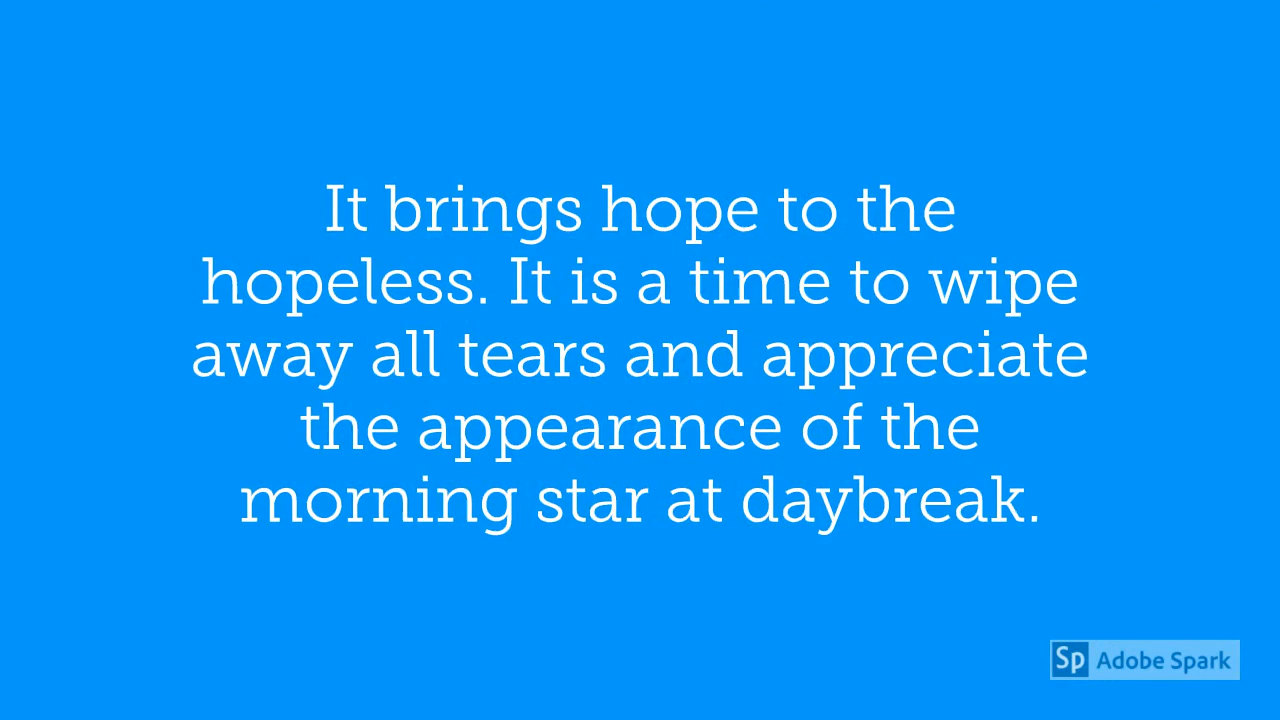 It brings hope to the
hopeless. It is a time to wipe
away all tears and appreciate
the appearance of the
morning star at daybreak.
Sp Adobe Spark